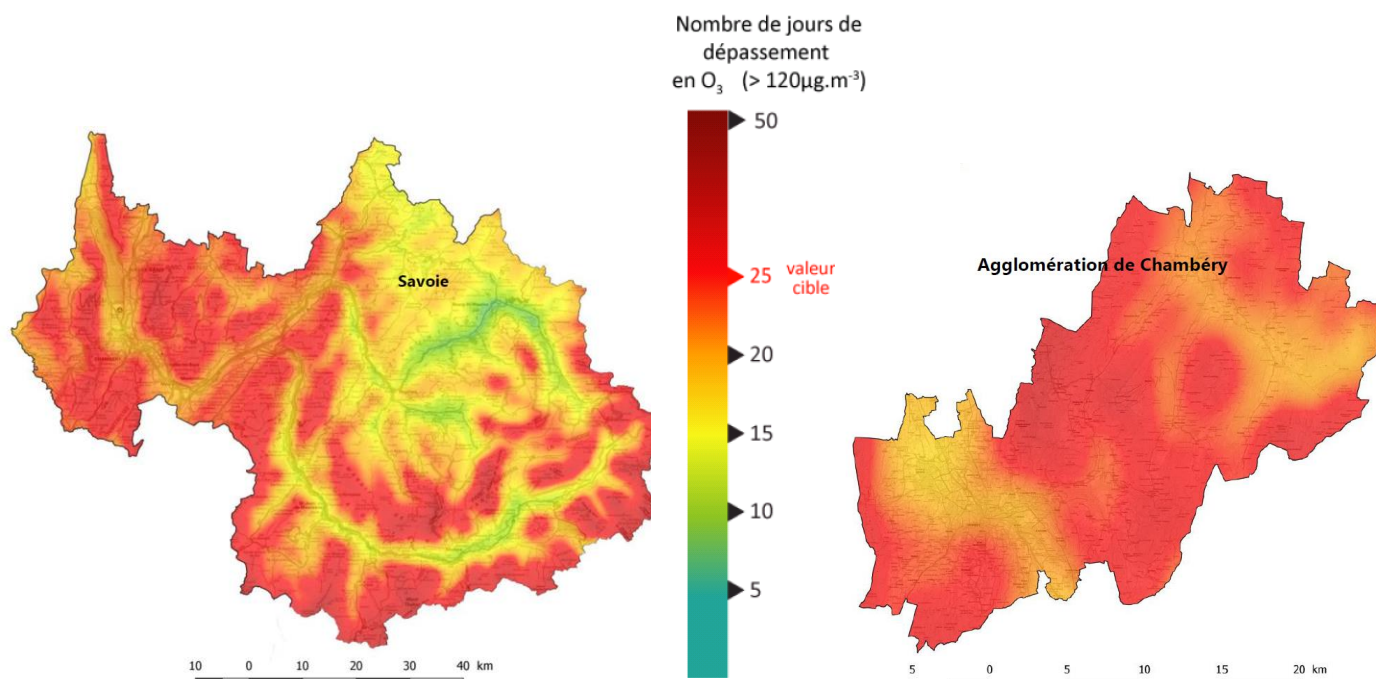 Nombre de jours de
dépassement
en O₃ (> 120µg.m⁻³)
50
25 valeur
cible
20
15
10
5
Savoie
10 0 10 20 30 40 km
Agglomération de Chambéry
5 0 5 10 15 20 km